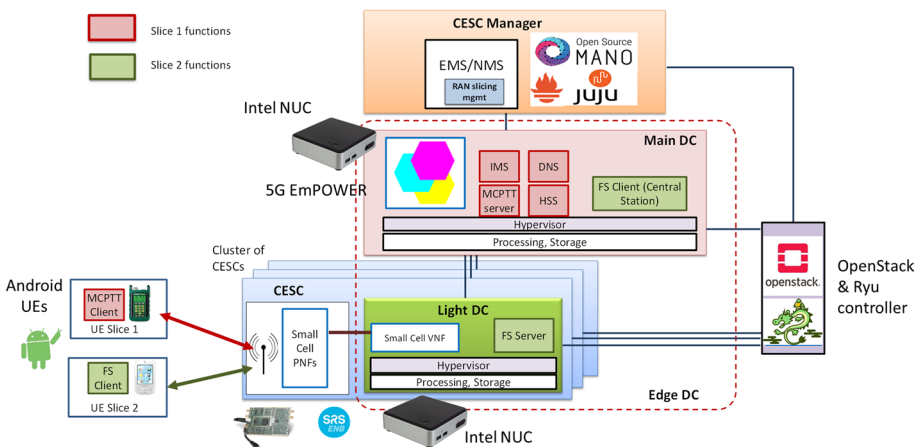 Slice 1 functions
Slice 2 functions
CESC Manager
EMS/NMS
RAN slicing
mgmt
Open Source
MANO
JUJU
Intel NUC
5G EmPOWER
Main DC
IMS
DNS
MCPTT
server
HSS
FS Client (Central
Station)
Hypervisor
Processing, Storage
Cluster of
CESCs
CESC
Small
Cell
PNFs
Light DC
Small Cell VNF
FS Server
Hypervisor
Processing, Storage
Edge DC
Android
UEs
MCPTT
Client
UE Slice 1
FS
Client
UE Slice 2
openstack.
OpenStack
& Ryu
controller
SRS
ENB
Intel NUC